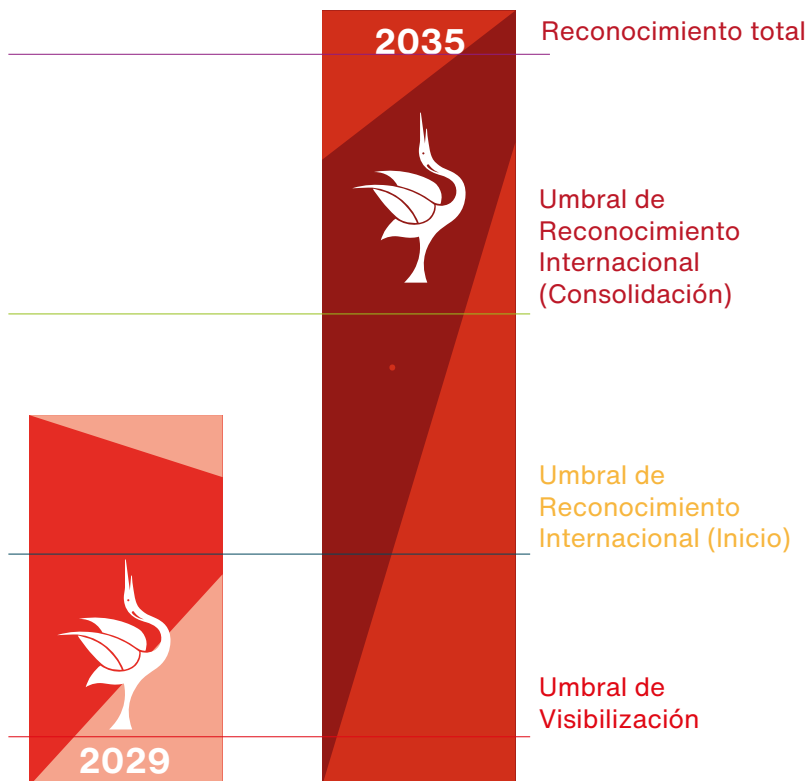 2035
Reconocimiento total
Umbral de
Reconocimiento
Internacional
(Consolidación)
Umbral de
Reconocimiento
Internacional (Inicio)
Umbral de
Visibilización
2029